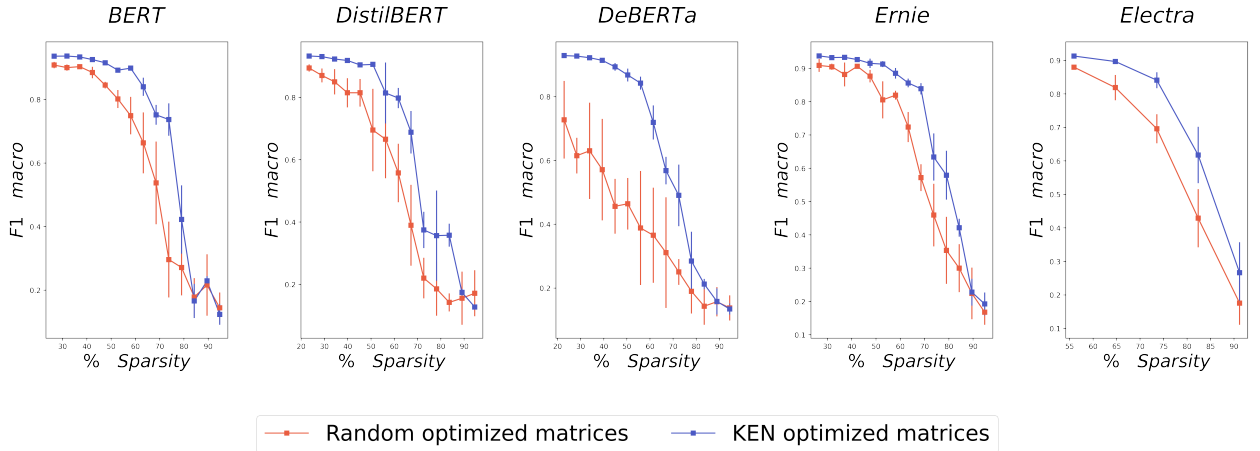 BERT DistilBERT DeBERTa Ernie Electra
0.8 0.6 0.4 0.2
F1 macro
30 40 50 60 70 80 90
% Sparsity
0.8 0.6 0.4 0.2
F1 macro
20 30 40 50 60 70 80 90
% Sparsity
0.8 0.6 0.4 0.2
F1 macro
20 30 40 50 60 70 80 90
% Sparsity
0.9 0.8 0.7 0.6 0.5 0.4 0.3 0.2 0.1
F1 macro
30 40 50 60 70 80 90
% Sparsity
0.9 0.8 0.7 0.6 0.5 0.4 0.3 0.2 0.1
F1 macro
55 60 65 70 75 80 85 90
% Sparsity
Random optimized matrices KEN optimized matrices